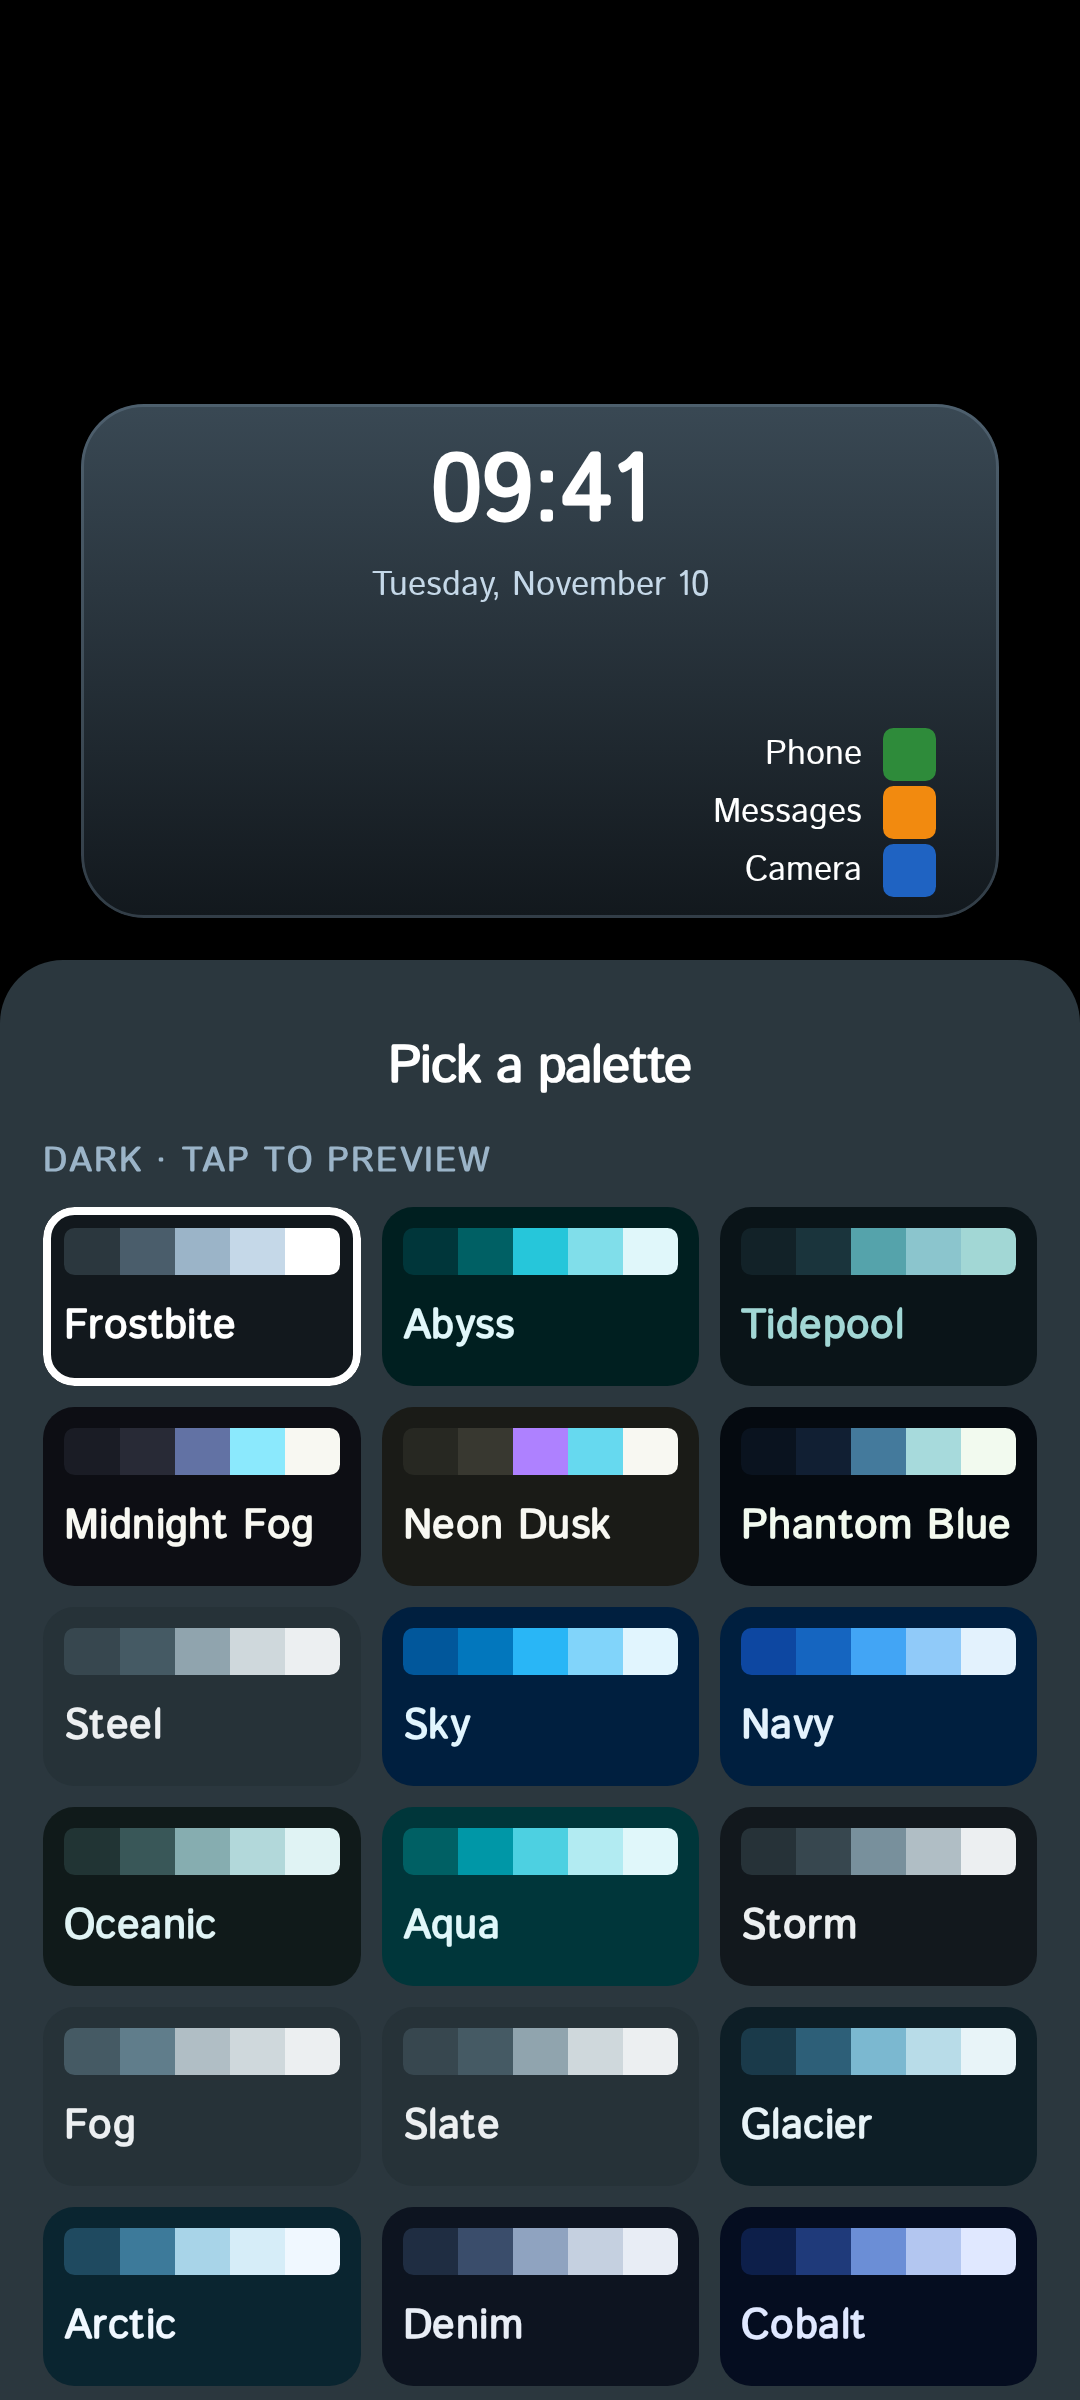 09:41
Tuesday, November 10
Phone
Messages
Camera
Pick a palette
DARK · TAP TO PREVIEW
Frostbite
Abyss
Tidepool
Midnight Fog
Neon Dusk
Phantom Blue
Steel
Sky
Navy
Oceanic
Aqua
Storm
Fog
Slate
Glacier
Arctic
Denim
Cobalt